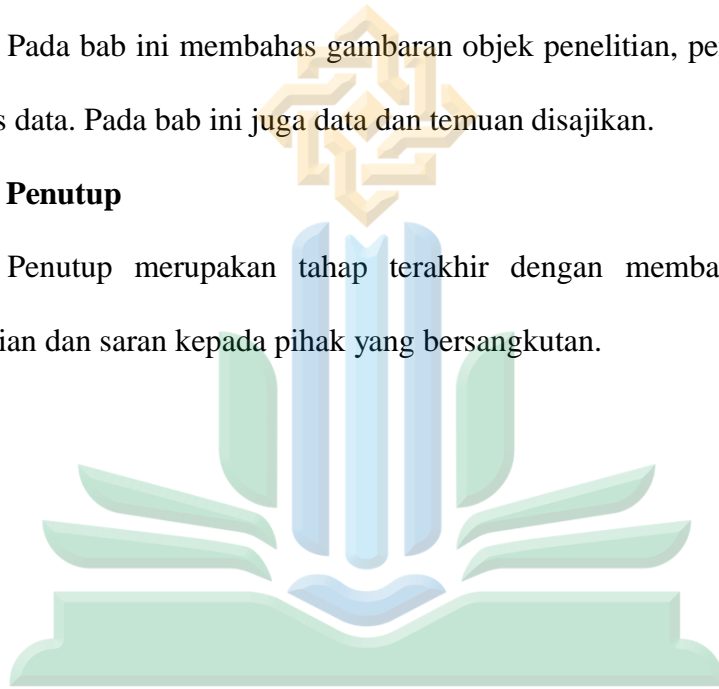 Pada bab ini membahas gambaran objek penelitian, pe
s data. Pada bab ini juga data dan temuan disajikan.
Penutup
Penutup merupakan tahap terakhir dengan memba
ian dan saran kepada pihak yang bersangkutan.